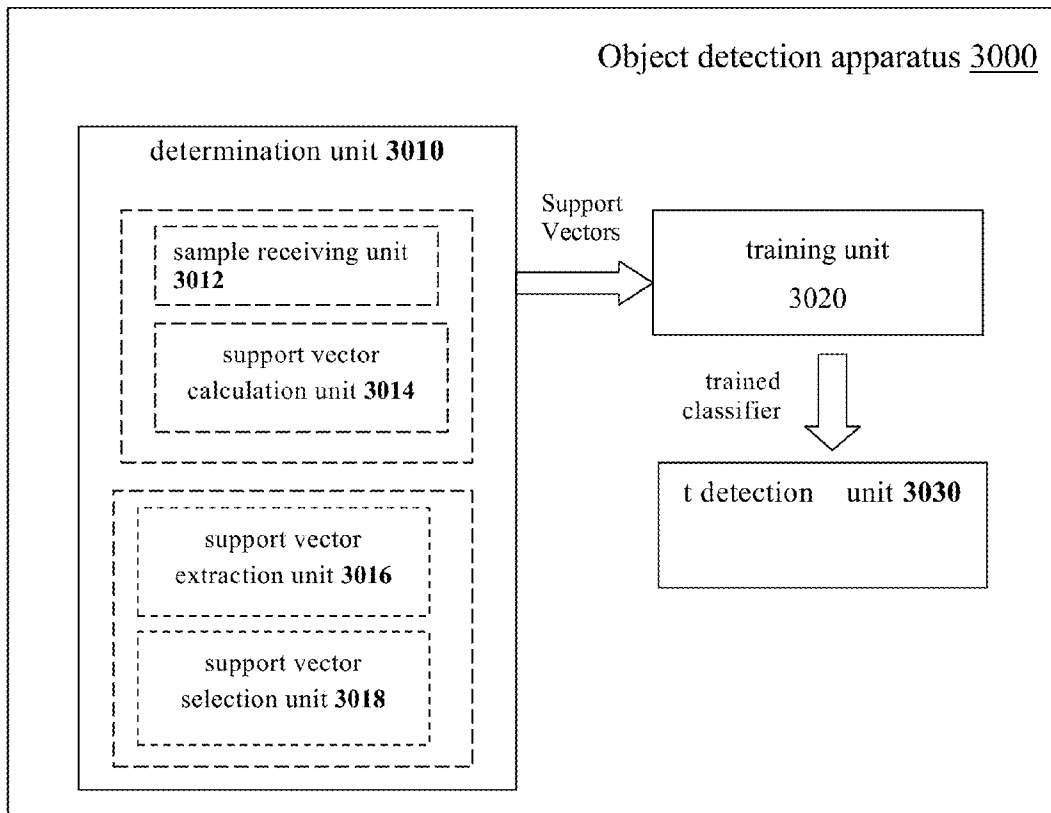 Object detection apparatus 3000
determination unit 3010
sample receiving unit
3012
support vector
calculation unit 3014
support vector
extraction unit 3016
support vector
selection unit 3018
Support
Vectors
training unit
3020
trained
classifier
t detection unit 3030